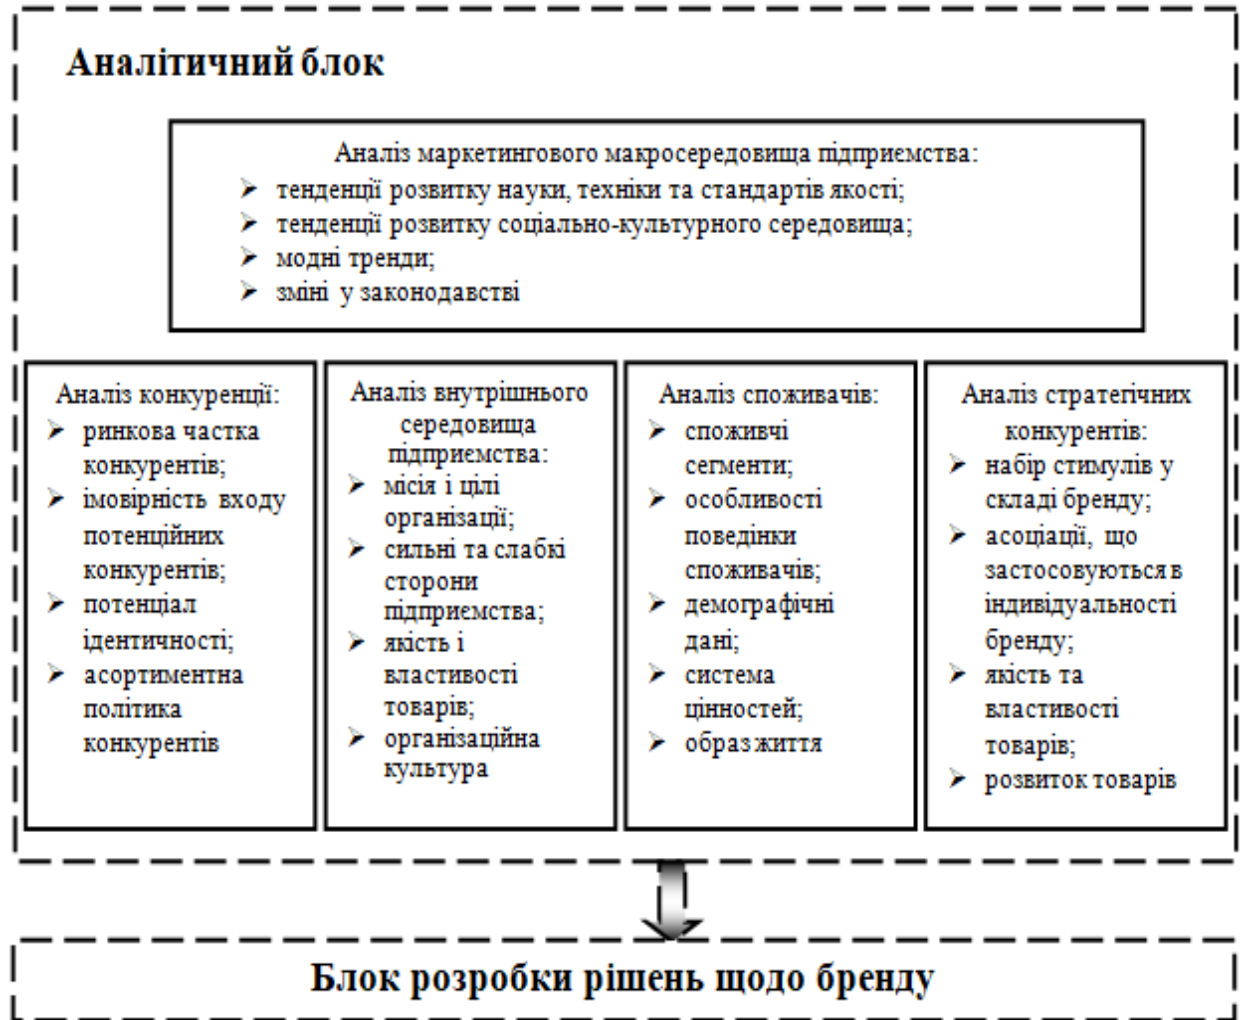 Аналітичний блок
Аналіз маркетингового макросередовища підприємства:
➢ тенденції розвитку науки, техніки та стандартів якості;
➢ тенденції розвитку соціально-культурного середовища;
➢ модні тренди;
➢ зміні у законодавстві
Аналіз конкуренції:
➢ ринкова частка
конкурентів;
➢ імовірність входу
потенційних
конкурентів;
➢ потенціал
ідентичності;
➢ асортиментна
політика
конкурентів
Аналіз внутрішнього
середовища
підприємства:
➢ місія і цілі
організації;
➢ сильні та слабкі
сторони
підприємства;
➢ якість і
властивості
товарів;
➢ організаційна
культура
Аналіз споживачів:
➢ споживчі
сегменти;
➢ особливості
поведінки
споживачів;
➢ демографічні
дані;
➢ система
цінностей;
➢ образ життя
Аналіз стратегічних
конкурентів:
➢ набір стимулів у
складі бренду;
➢ асоціації, що
застосовуються в
індивідуальності
бренду;
➢ якість та
властивості
товарів;
➢ розвиток товарів
Блок розробки рішень щодо бренду